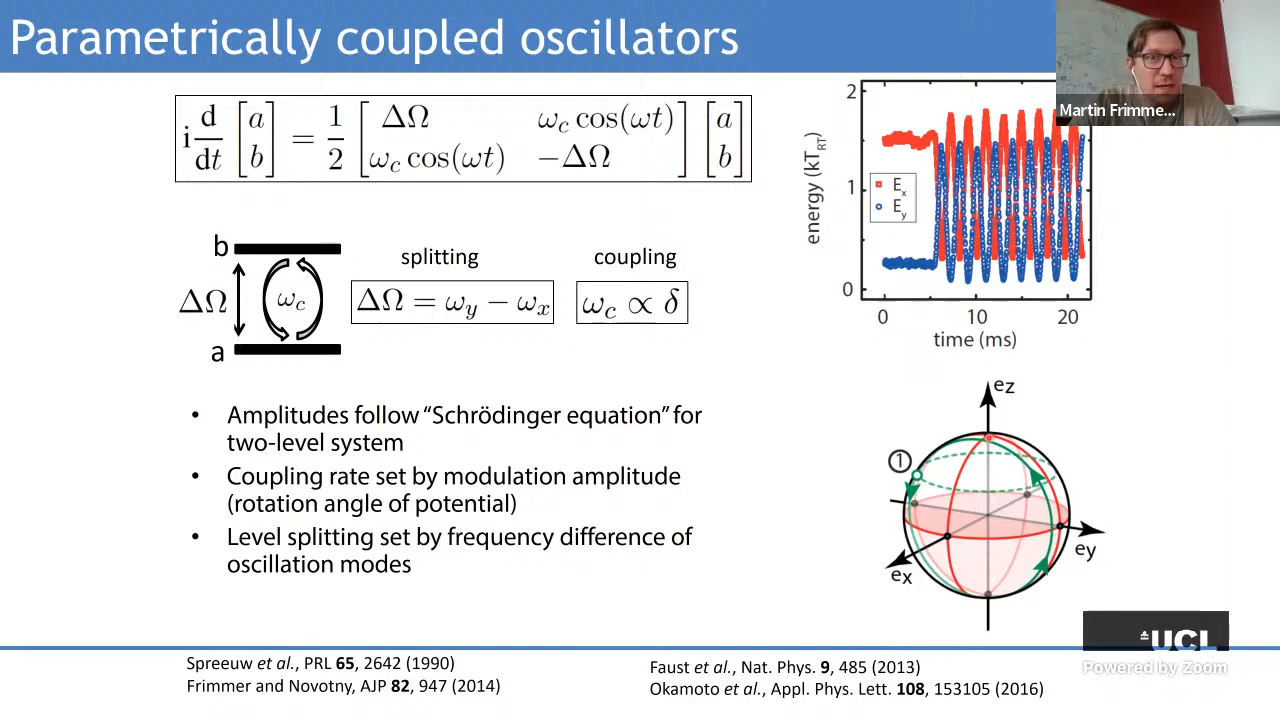 Parametrically coupled oscillators
Martin Frimme...
i d/dt [a b] = 1/2 [ΔΩ ω_c cos(ωt) ω_c cos(ωt) −ΔΩ] [a b]
b
ΔΩ
ω_c
a
splitting
ΔΩ = ω_y − ω_x
coupling
ω_c ∝ δ
• Amplitudes follow “Schrödinger equation” for
two-level system
• Coupling rate set by modulation amplitude
(rotation angle of potential)
• Level splitting set by frequency difference of
oscillation modes
energy (kT_RT)
2
1
0
E_x
E_y
0 10 20
time (ms)
ez
①
ey
ex
UCL
Powered by Zoom
Spreeuw et al., PRL 65, 2642 (1990)
Frimmer and Novotny, AJP 82, 947 (2014)
Faust et al., Nat. Phys. 9, 485 (2013)
Okamoto et al., Appl. Phys. Lett. 108, 153105 (2016)